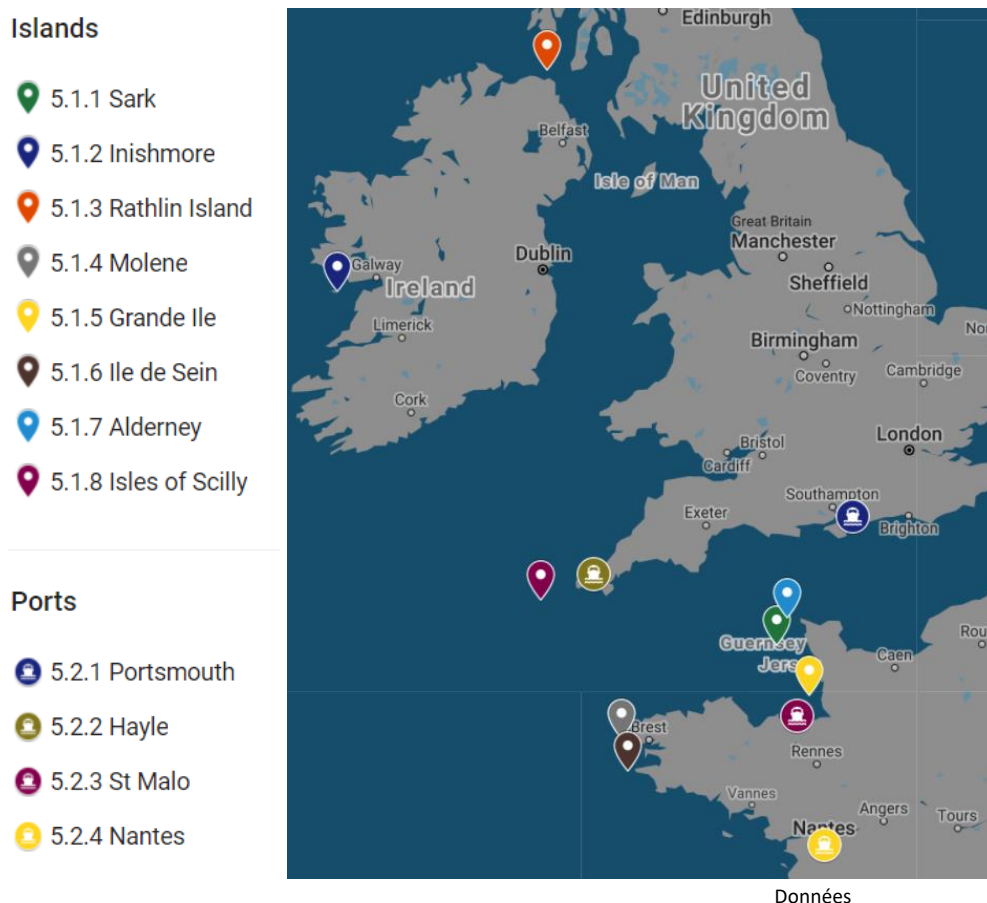 Islands
5.1.1 Sark
5.1.2 Inishmore
5.1.3 Rathlin Island
5.1.4 Molene
5.1.5 Grande Ile
5.1.6 Ile de Sein
5.1.7 Alderney
5.1.8 Isles of Scilly
Ports
5.2.1 Portsmouth
5.2.2 Hayle
5.2.3 St Malo
5.2.4 Nantes
Edinburgh
United
Kingdom
Belfast
Isle of Man
Great Britain
Manchester
Dublin
Sheffield
Galway
Ireland
Nottingham
Limerick
Birmingham
Coventry
Cambridge
Cork
London
Bristol
Cardiff
Southampton
Exeter
Brighton
Guernsey
Caen
Brest
Rennes
Vannes
Angers
Tours
Nantes
Données